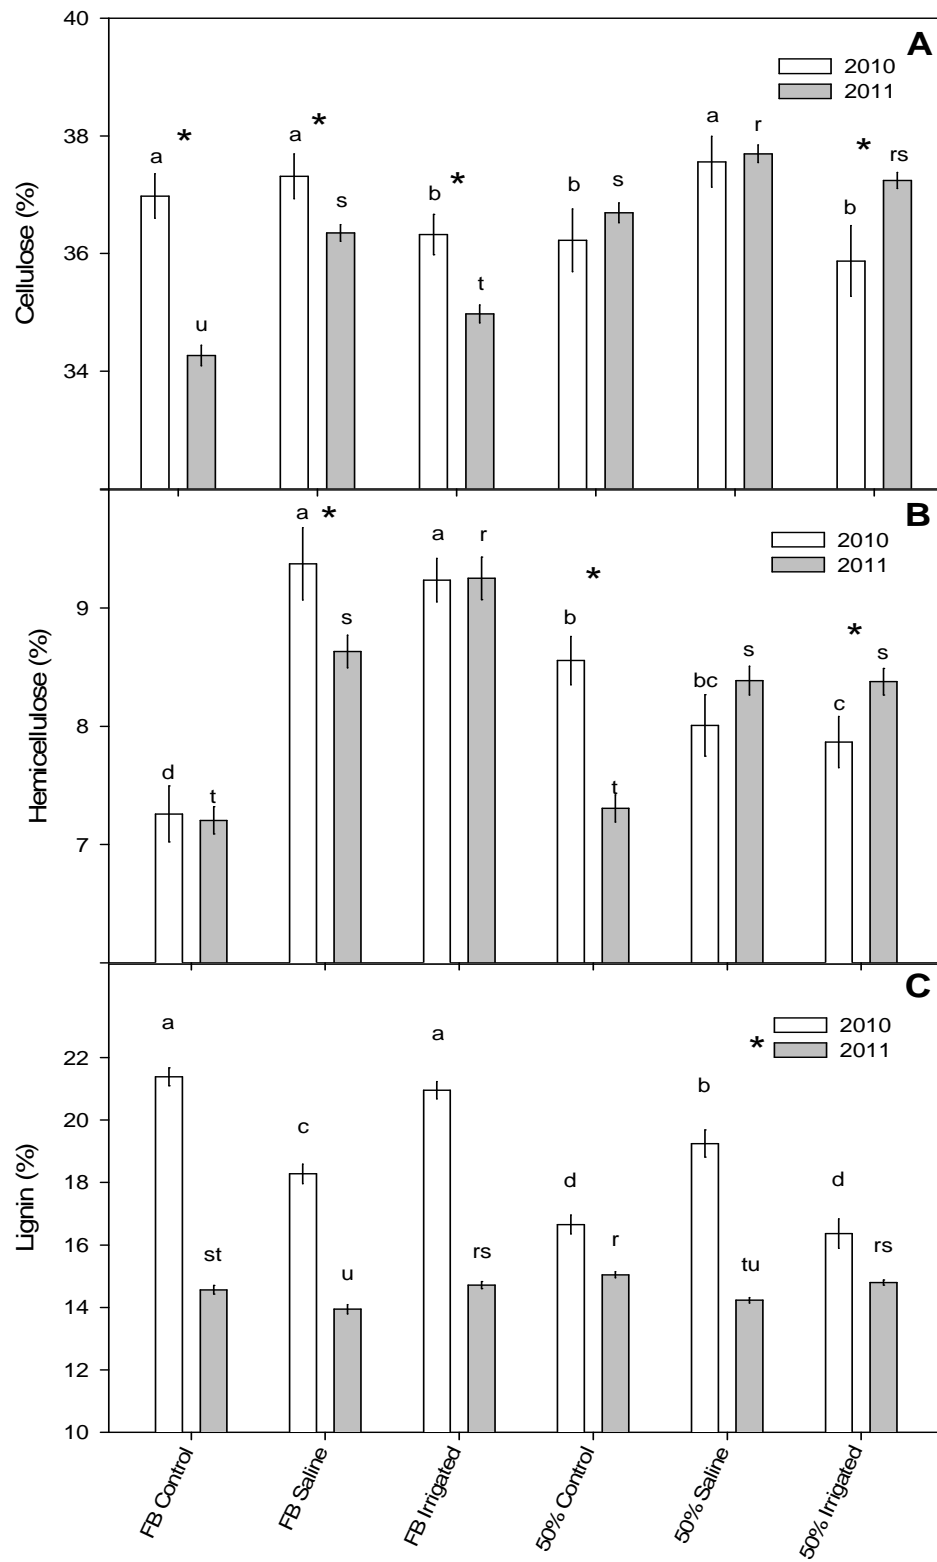 A
2010
2011
Cellulose (%)
40
38
36
34
a * u
a * s
b * t
b s
a r
b * rs
B
2010
2011
Hemicellulose (%)
9
8
7
d t
a * s
a r
b * t
bc s
c * s
C
2010
* 2011
Lignin (%)
22
20
18
16
14
12
10
a st
c u
a rs
d r
b tu
d rs
FB Control
FB Saline
FB Irrigated
50% Control
50% Saline
50% Irrigated